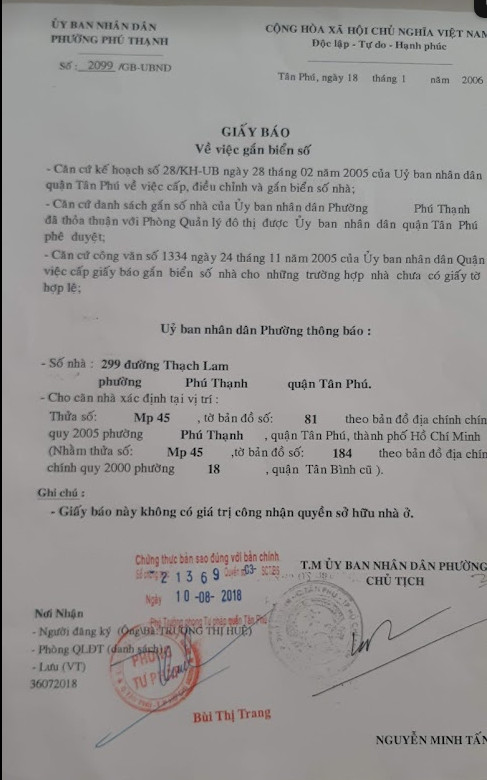 ỦY BAN NHÂN DÂN
PHƯỜNG PHÚ THẠNH
Số: 2099 /GB-UBND
CỘNG HÒA XÃ HỘI CHỦ NGHĨA VIỆT NAM
Độc lập - Tự do - Hạnh phúc
Tân Phú, ngày 18 tháng 1 năm 2006
GIẤY BÁO
Về việc gắn biển số
- Căn cứ kế hoạch số 28/KH-UB ngày 28 tháng 02 năm 2005 của Uỷ ban nhân dân
quận Tân Phú về việc cấp, điều chỉnh và gắn biển số nhà;
- Căn cứ danh sách gắn số nhà của Ủy ban nhân dân Phường Phú Thạnh
đã thỏa thuận với Phòng Quản lý đô thị được Ủy ban nhân dân quận Tân Phú
phê duyệt;
- Căn cứ công văn số 1334 ngày 24 tháng 11 năm 2005 của Ủy ban nhân dân Quận
việc cấp giấy báo gắn biển số nhà cho những trường hợp nhà chưa có giấy tờ
hợp lệ;
Uỷ ban nhân dân Phường thông báo :
- Số nhà : 299 đường Thạch Lam
phường Phú Thạnh quận Tân Phú.
- Cho căn nhà xác định tại vị trí :
Thửa số: Mp 45 , tờ bản đồ số: 81 theo bản đồ địa chính chín
quy 2005 phường Phú Thạnh , quận Tân Phú, thành phố Hồ Chí Minh
(Nhằm thửa số: Mp 45 ,tờ bản đồ số: 184 theo bản đồ địa chín
chính quy 2000 phường 18 , quận Tân Bình cũ ).
Ghi chú :
- Giấy báo này không có giá trị công nhận quyền sở hữu nhà ở.
Chứng thực bản sao đúng với bản chính
21369 Quyển 03- SCT/BS
Ngày 10-08-2018
Phó Trưởng phòng Tư pháp quận Tân Phú
PHÒNG
TƯ PHÁP
Bùi Thị Trang
T.M ỦY BAN NHÂN DÂN PHƯỜNG
CHỦ TỊCH
NGUYỄN MINH TẤN
Nơi Nhận
- Người đăng ký (Ông/Bà TRƯƠNG THỊ HUỆ)
- Phòng QLĐT (danh sách)
- Lưu (VT)
36072018